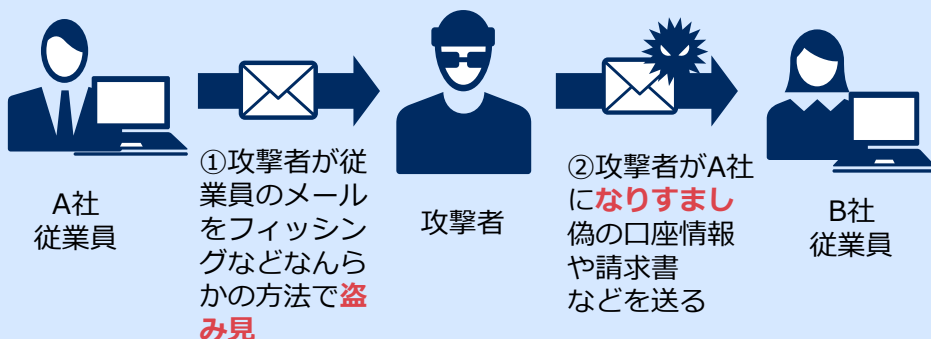 A社
従業員
①攻撃者が従
業員のメール
をフィッシン
グなどなんら
かの方法で盗
み見
攻撃者
②攻撃者がA社
になりすまし
偽の口座情報
や請求書
などを送る
B社
従業員